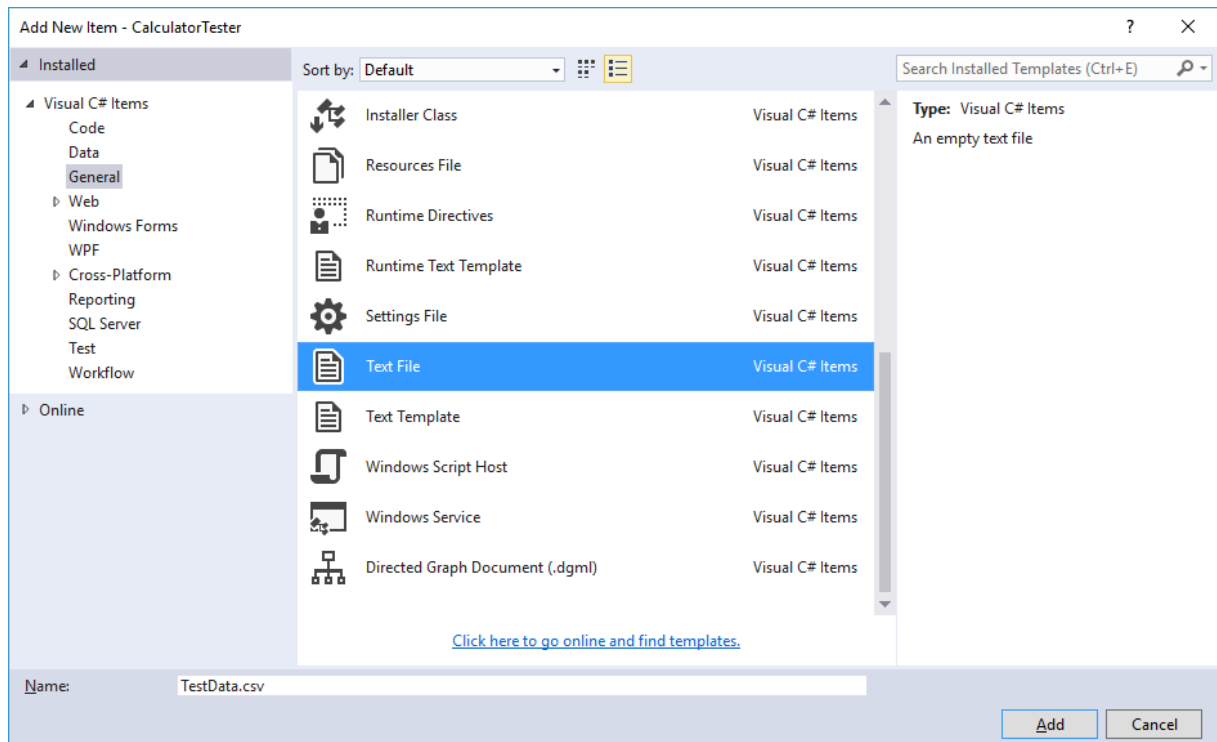 Add New Item - CalculatorTester
?
Installed
Sort by: Default
Search Installed Templates (Ctrl+E)
Visual C# Items
Code
Data
General
Web
Windows Forms
WPF
Cross-Platform
Reporting
SQL Server
Test
Workflow
Online
Installer Class Visual C# Items
Resources File Visual C# Items
Runtime Directives Visual C# Items
Runtime Text Template Visual C# Items
Settings File Visual C# Items
Text File Visual C# Items
Text Template Visual C# Items
Windows Script Host Visual C# Items
Windows Service Visual C# Items
Directed Graph Document (.dgml) Visual C# Items
Click here to go online and find templates.
Type: Visual C# Items
An empty text file
Name: TestData.csv
Add Cancel